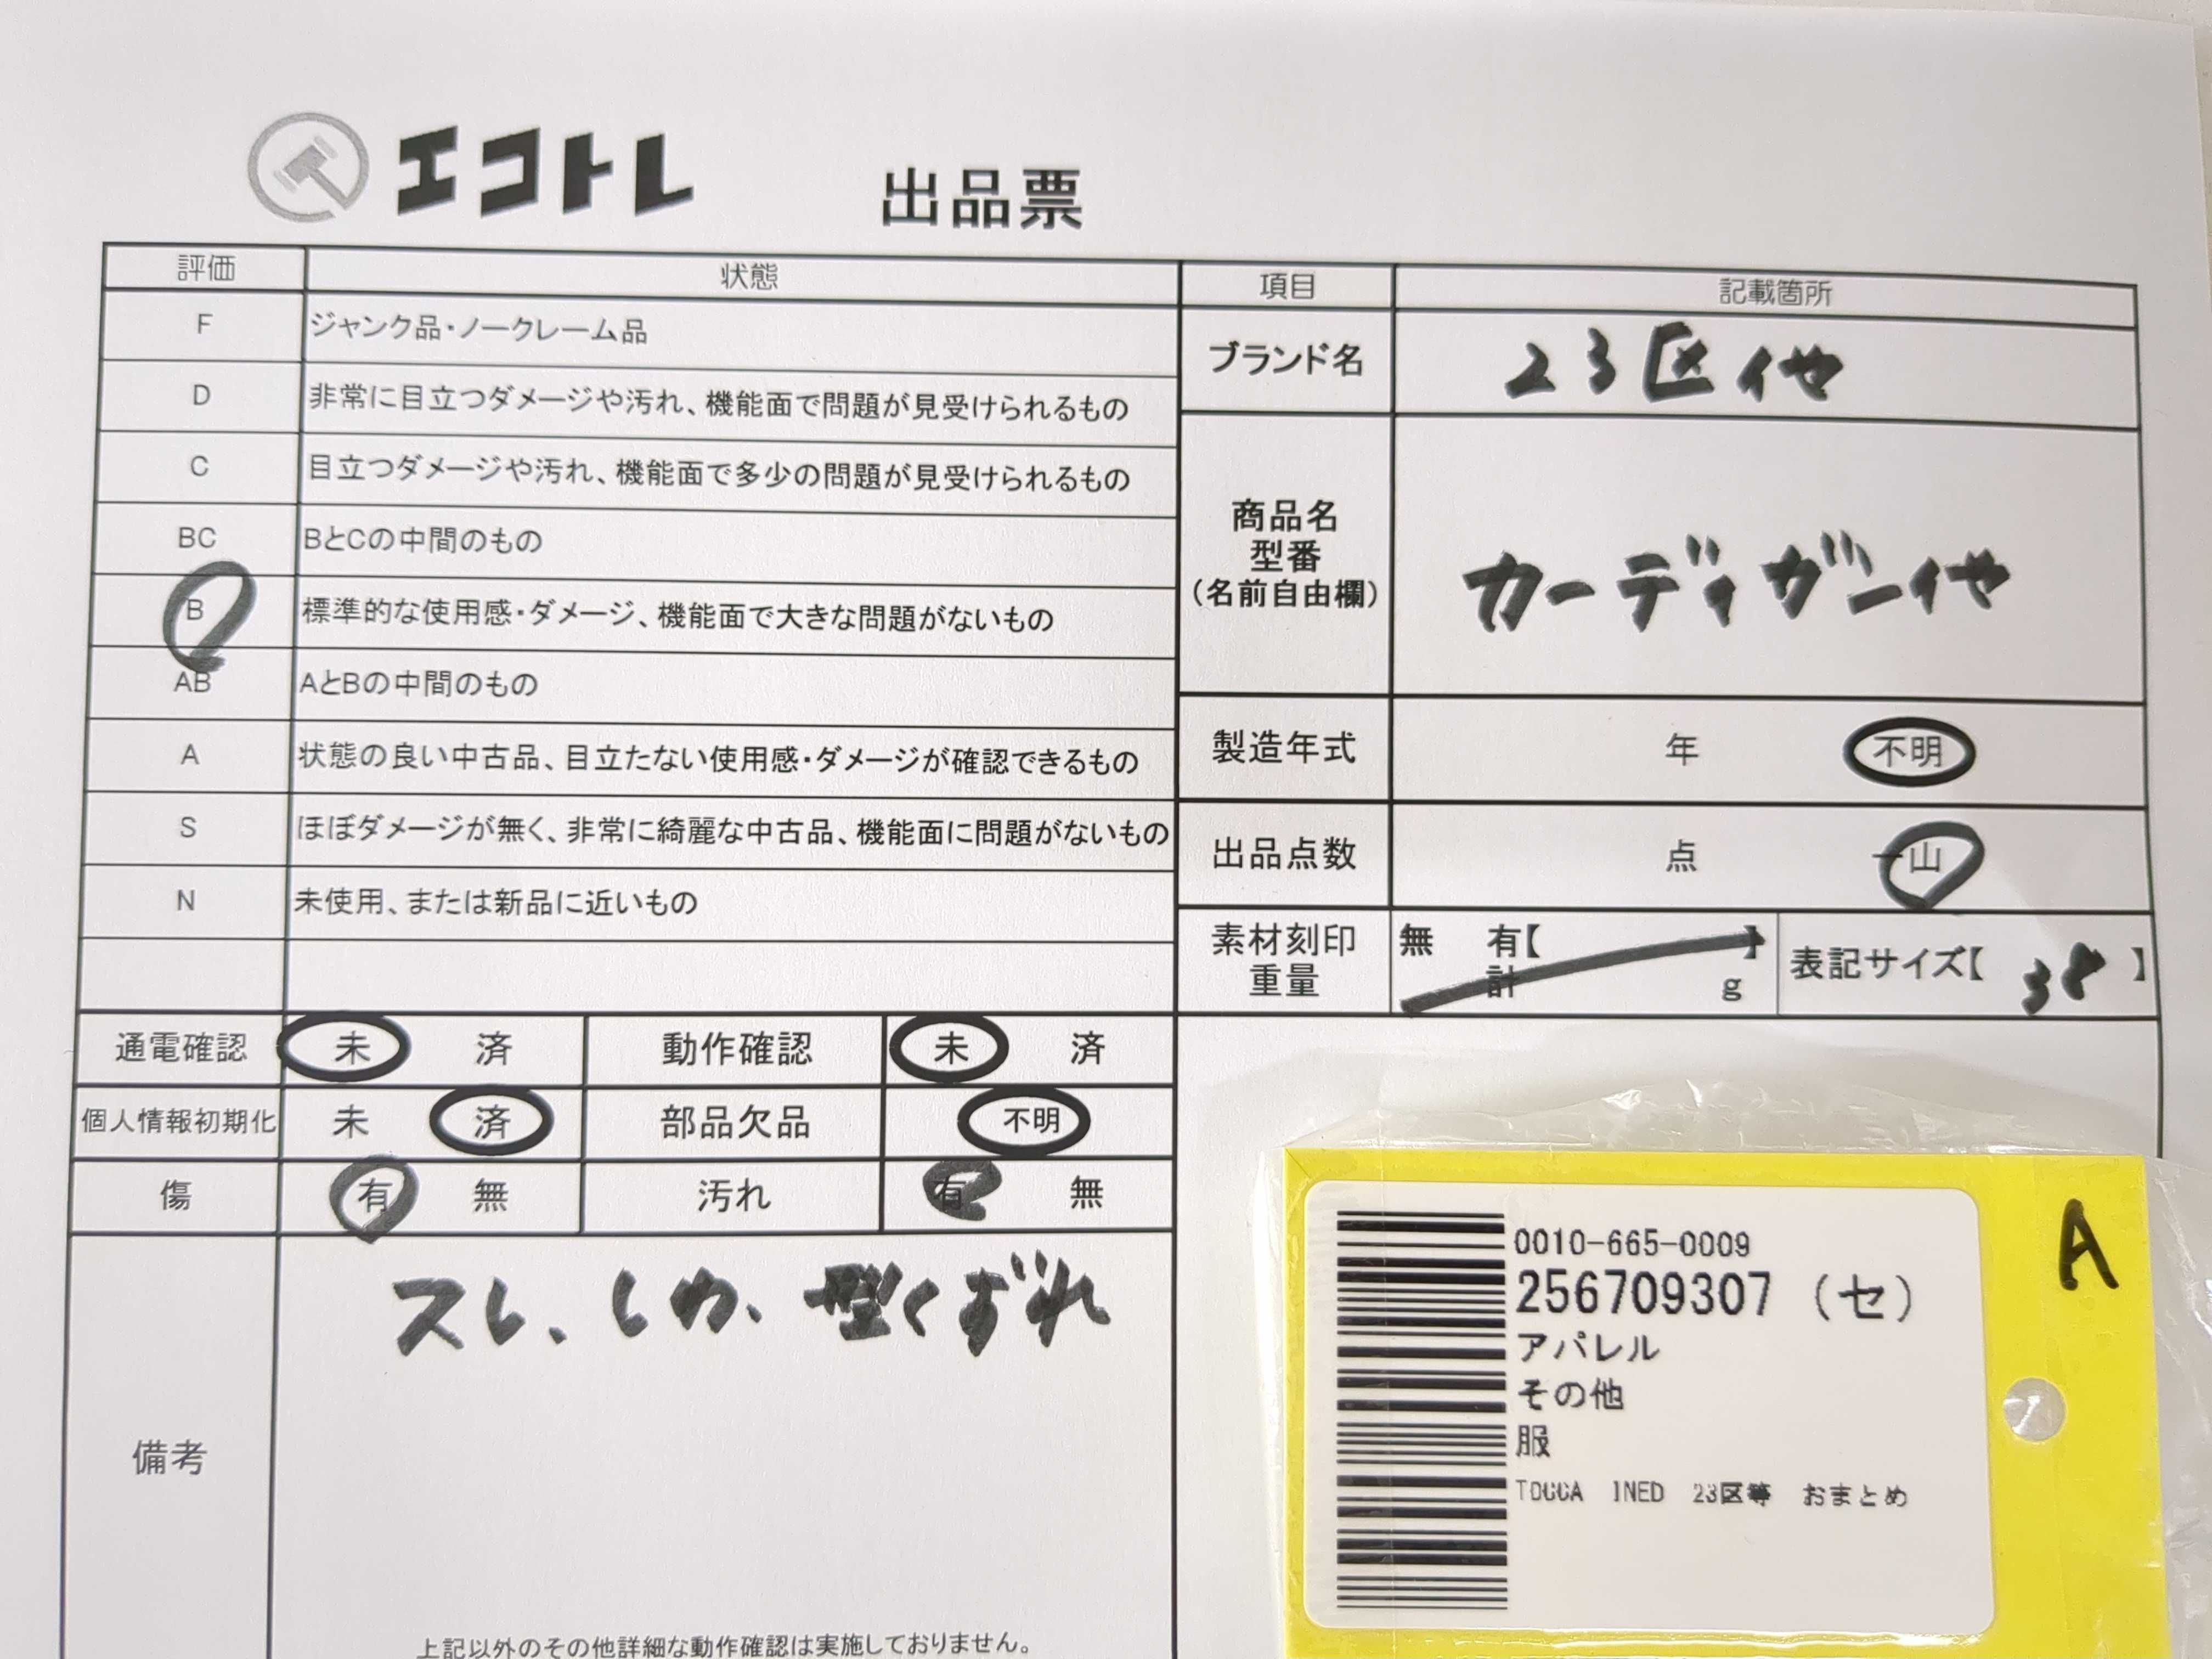 エコトレ
出品票
評価 状態
F ジャンク品・ノークレーム品
D 非常に目立つダメージや汚れ、機能面で問題が見受けられるもの
C 目立つダメージや汚れ、機能面で多少の問題が見受けられるもの
BC BとCの中間のもの
B 標準的な使用感・ダメージ、機能面で大きな問題がないもの
AB AとBの中間のもの
A 状態の良い中古品、目立たない使用感・ダメージが確認できるもの
S ほぼダメージが無く、非常に綺麗な中古品、機能面に問題がないもの
N 未使用、または新品に近いもの
項目 記載箇所
ブランド名 23区他
商品名
型番
(名前自由欄)
カーディガン他
製造年式 年 不明
出品点数 点 一山
素材刻印
重量
無 有【 】
計 g
表記サイズ【 38 】
通電確認 未 済 動作確認 未 済
個人情報初期化 未 済 部品欠品 不明
傷 有 無 汚れ 有 無
備考
スレ、しわ、型くずれ
上記以外のその他詳細な動作確認は実施しておりません。
A
0010-665-0009
256709307 (セ)
アパレル
その他
服
TOCCA INED 23区等 おまとめ